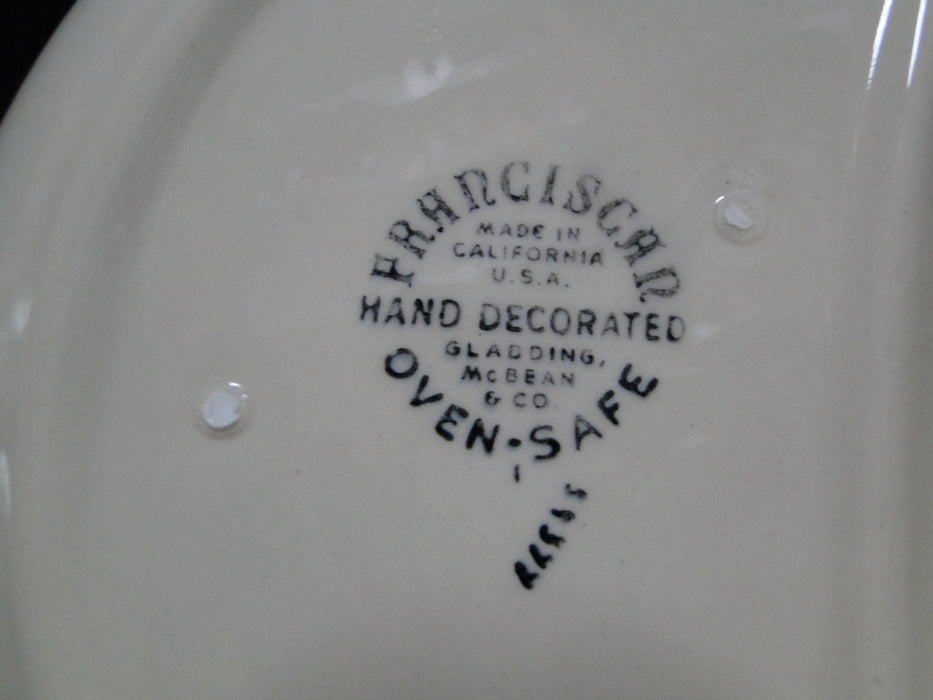 FRANCISCAN
MADE IN
CALIFORNIA
U.S.A.
HAND DECORATED
GLADDING,
McBEAN
& CO.
OVEN-SAFE